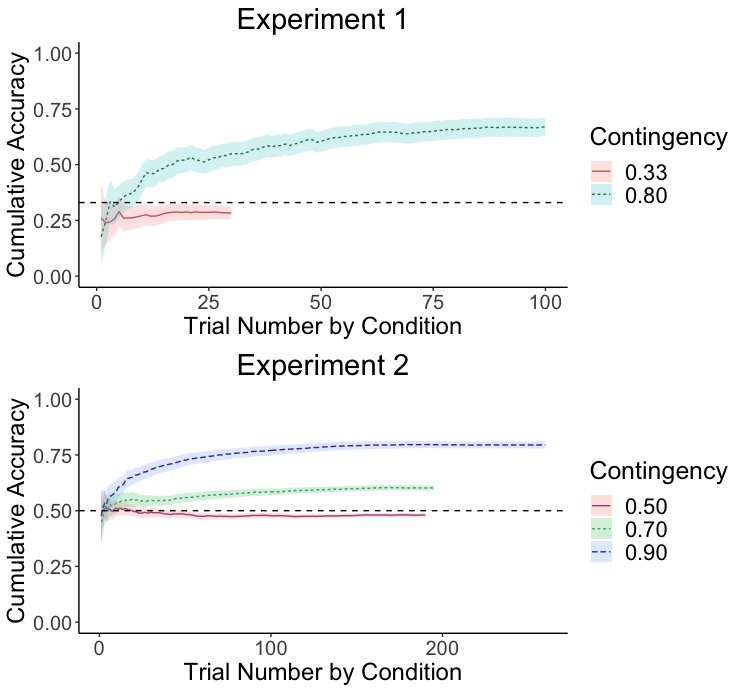 Experiment 1
Cumulative Accuracy
1.00
0.75
0.50
0.25
0.00
0 25 50 75 100
Trial Number by Condition
Contingency
0.33
0.80
Experiment 2
Cumulative Accuracy
1.00
0.75
0.50
0.25
0.00
0 100 200
Trial Number by Condition
Contingency
0.50
0.70
0.90